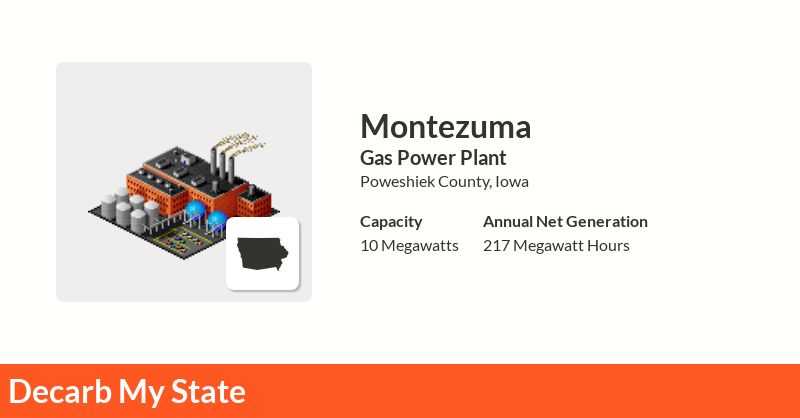 Montezuma
Gas Power Plant
Poweshiek County, Iowa
Capacity
10 Megawatts
Annual Net Generation
217 Megawatt Hours
Decarb My State